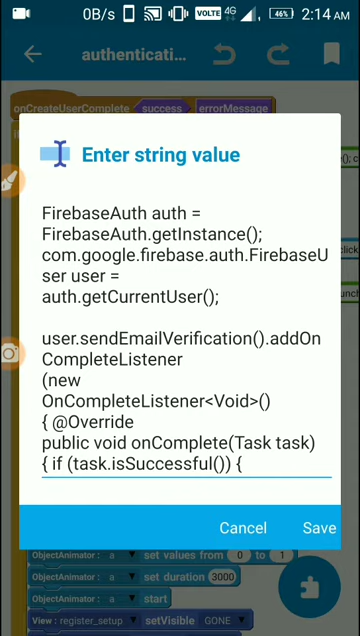 0B/s VOLTE 4G 46% 2:14 AM
authenticati...
onCreateUserComplete success errorMessage
Enter string value
FirebaseAuth auth =
FirebaseAuth.getInstance();
com.google.firebase.auth.FirebaseU
ser user =
auth.getCurrentUser();
user.sendEmailVerification().addOn
CompleteListener
(new
OnCompleteListener<Void>()
{ @Override
public void onComplete(Task task)
{ if (task.isSuccessful()) {
Cancel Save
ObjectAnimator : a set values from 0 to 1
ObjectAnimator : a set duration 3000
ObjectAnimator : a start
View : register_setup setVisible GONE